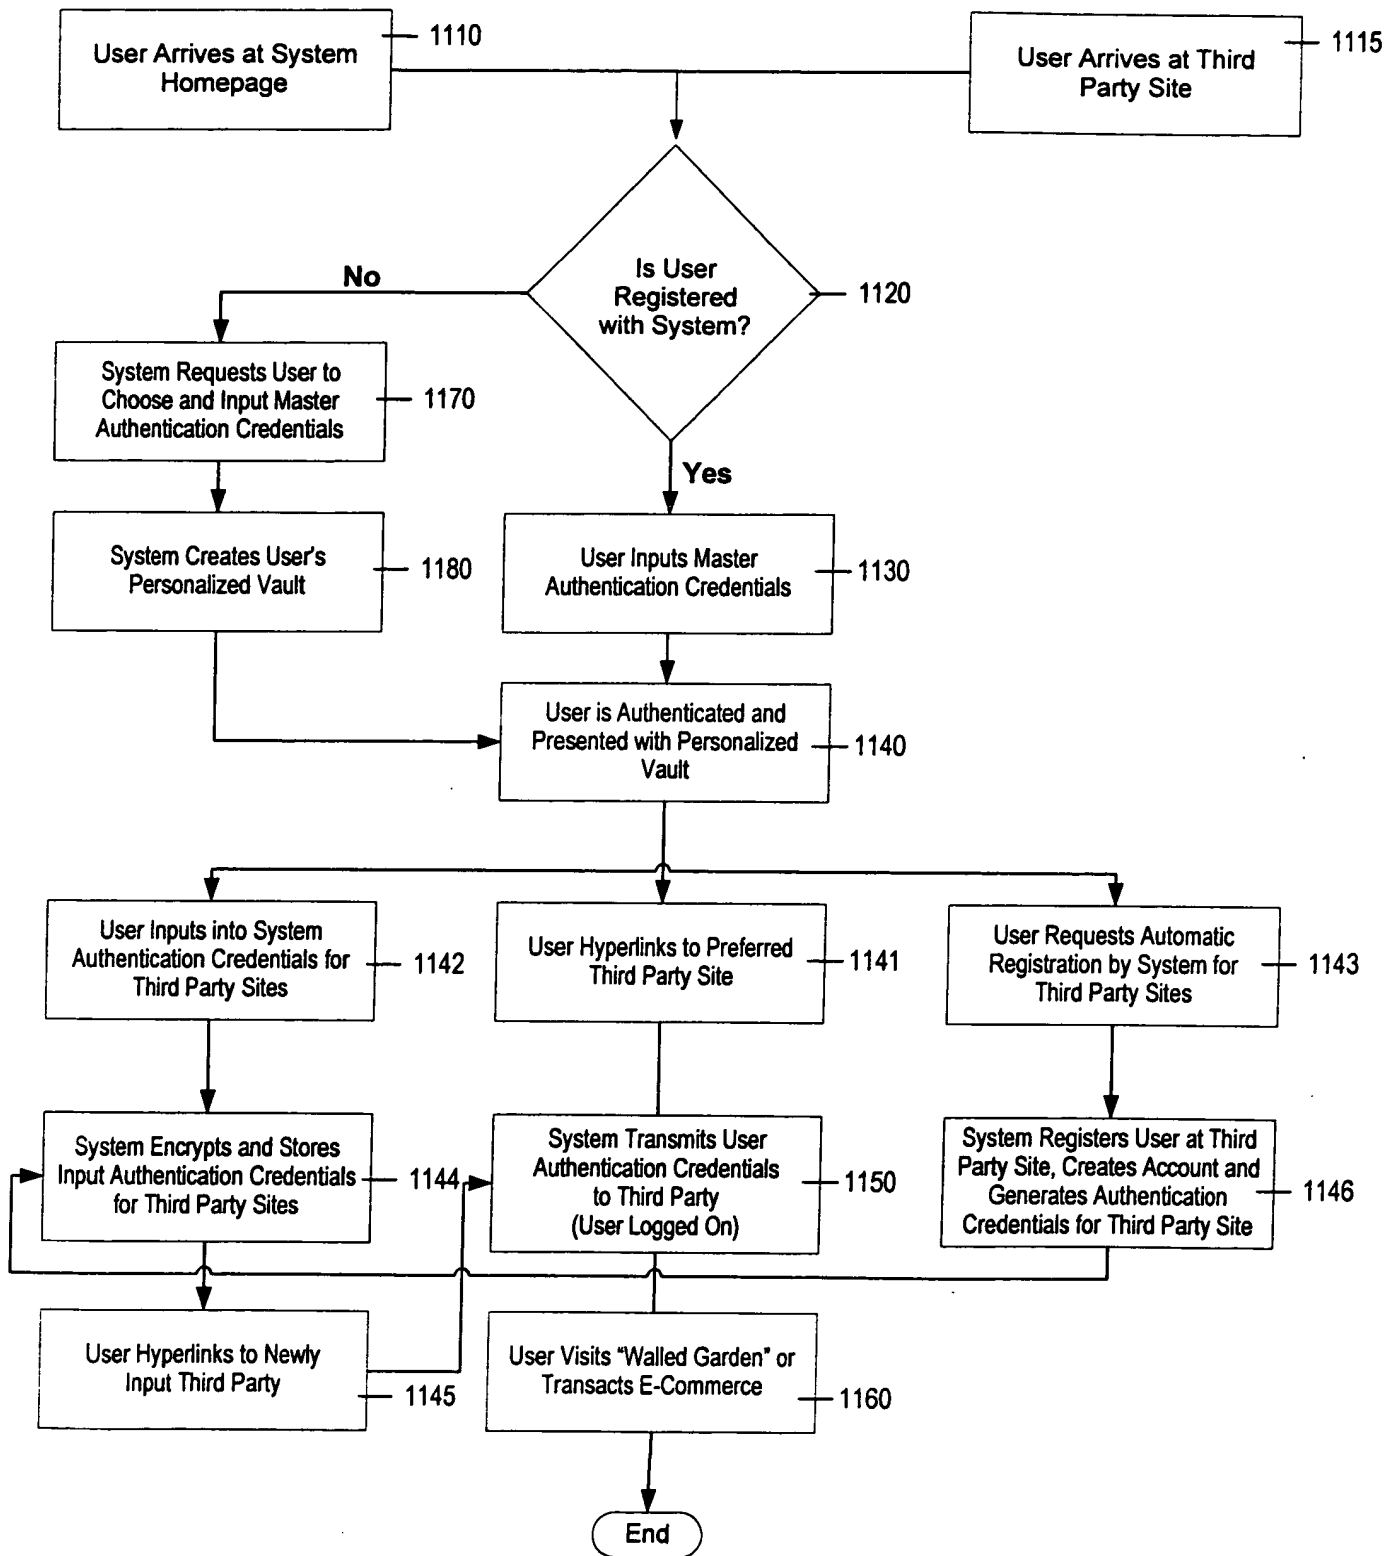 User Arrives at System
Homepage
1110
User Arrives at Third
Party Site
1115
Is User
Registered
with System?
1120
No
Yes
System Requests User to
Choose and Input Master
Authentication Credentials
1170
System Creates User's
Personalized Vault
1180
User Inputs Master
Authentication Credentials
1130
User is Authenticated and
Presented with Personalized
Vault
1140
User Inputs into System
Authentication Credentials for
Third Party Sites
1142
User Hyperlinks to Preferred
Third Party Site
1141
User Requests Automatic
Registration by System for
Third Party Sites
1143
System Encrypts and Stores
Input Authentication Credentials
for Third Party Sites
1144
System Transmits User
Authentication Credentials
to Third Party
(User Logged On)
1150
System Registers User at Third
Party Site, Creates Account and
Generates Authentication
Credentials for Third Party Site
1146
User Hyperlinks to Newly
Input Third Party
1145
User Visits "Walled Garden" or
Transacts E-Commerce
1160
End